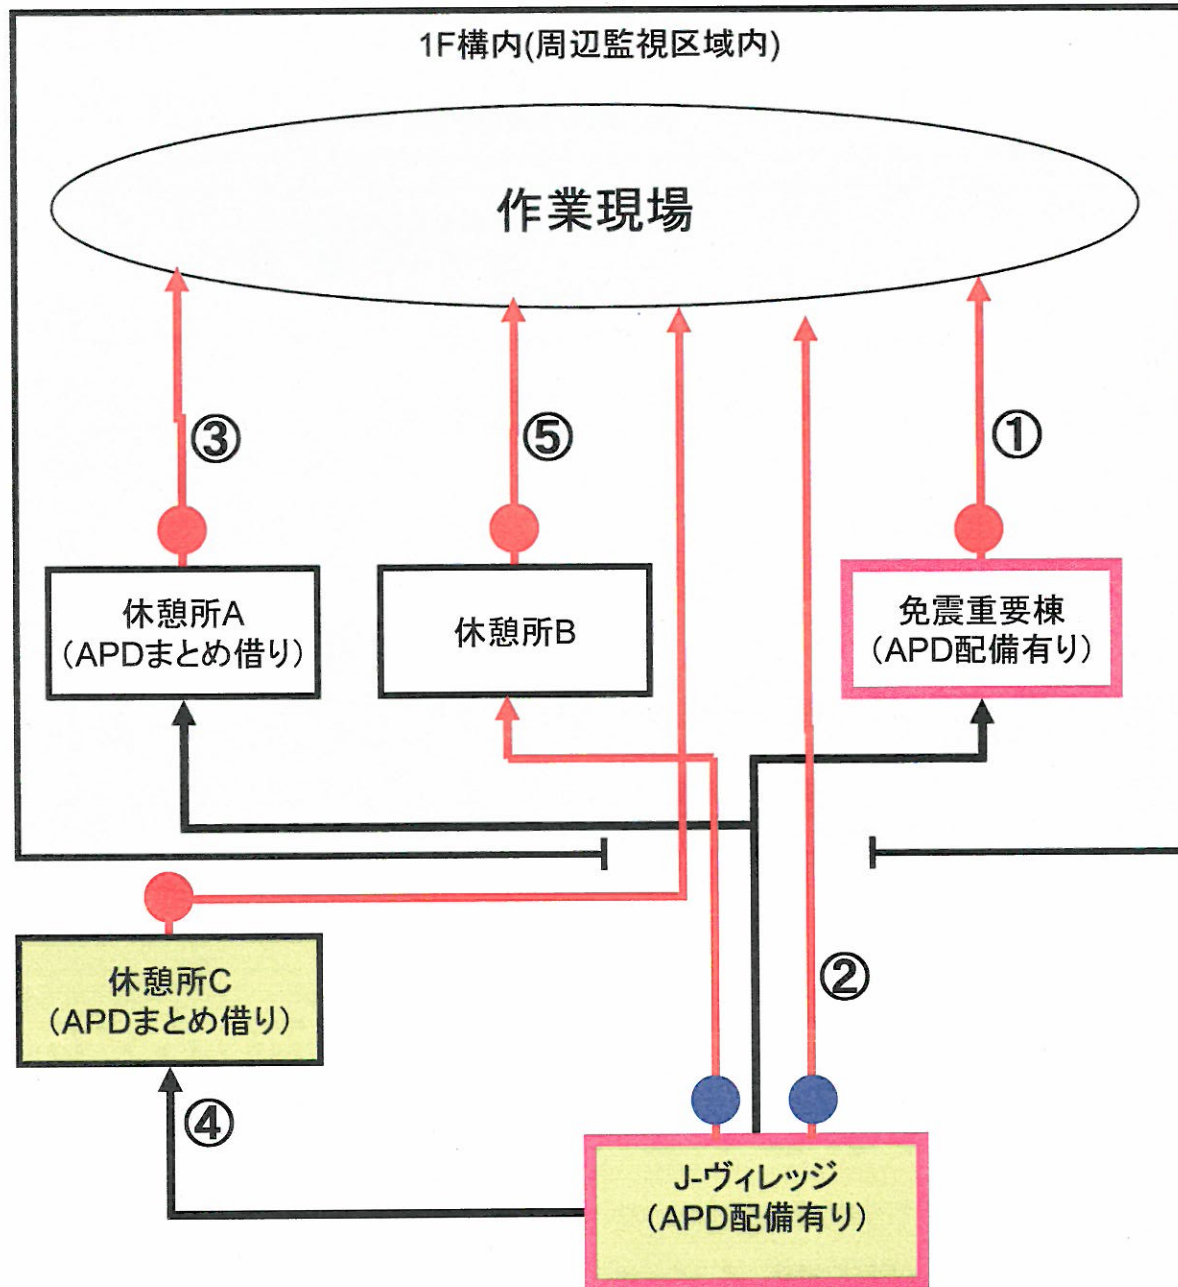 1F構内(周辺監視区域内)
作業現場
③
⑤
①
休憩所A
(APDまとめ借り)
休憩所B
免震重要棟
(APD配備有り)
休憩所C
(APDまとめ借り)
②
④
J-ヴィレッジ
(APD配備有り)